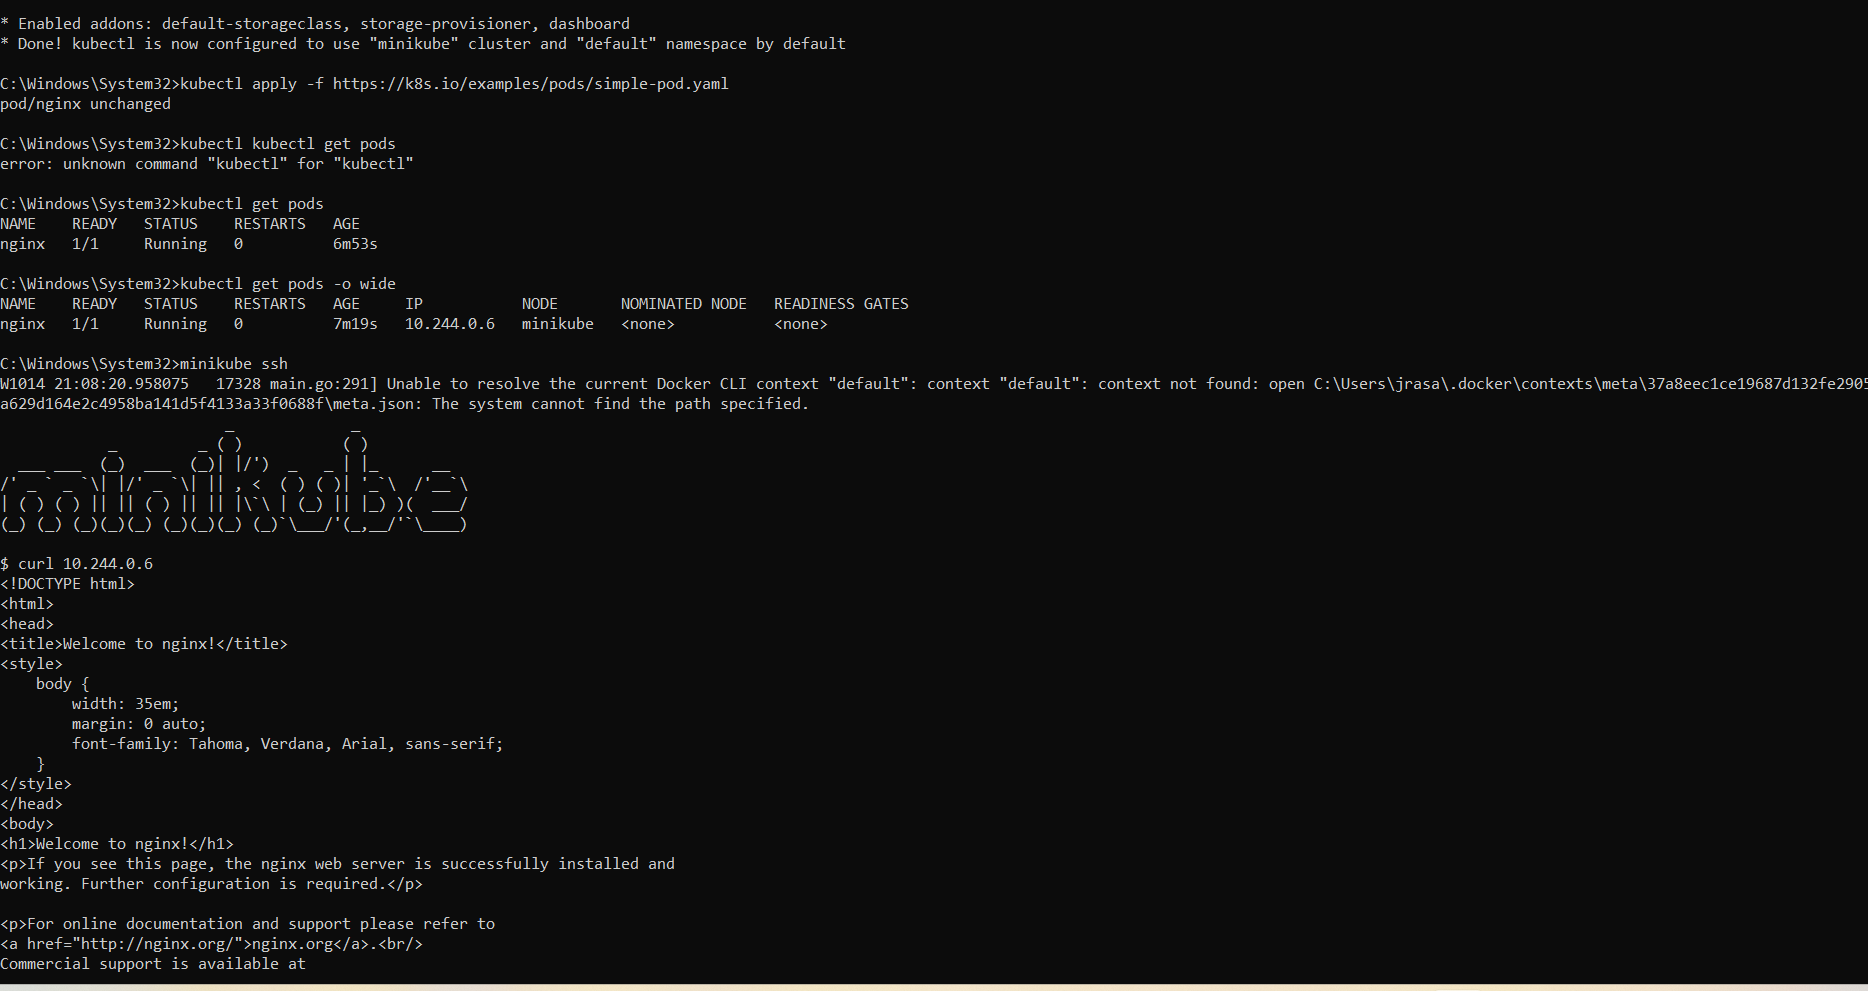 * Enabled addons: default-storageclass, storage-provisioner, dashboard
* Done! kubectl is now configured to use "minikube" cluster and "default" namespace by default
C:\Windows\System32>kubectl apply -f https://k8s.io/examples/pods/simple-pod.yaml
pod/nginx unchanged
C:\Windows\System32>kubectl kubectl get pods
error: unknown command "kubectl" for "kubectl"
C:\Windows\System32>kubectl get pods
NAME    READY   STATUS    RESTARTS   AGE
nginx   1/1     Running   0          6m53s
C:\Windows\System32>kubectl get pods -o wide
NAME    READY   STATUS    RESTARTS   AGE     IP           NODE       NOMINATED NODE   READINESS GATES
nginx   1/1     Running   0          7m19s   10.244.0.6   minikube   <none>           <none>
C:\Windows\System32>minikube ssh
W1014 21:08:20.958075   17328 main.go:291] Unable to resolve the current Docker CLI context "default": context "default": context not found: open C:\Users\jrasa\.docker\contexts\meta\37a8eec1ce19687d132fe2905
a629d164e2c4958ba141d5f4133a33f0688f\meta.json: The system cannot find the path specified.
minikube
$ curl 10.244.0.6
<!DOCTYPE html>
<html>
<head>
<title>Welcome to nginx!</title>
<style>
    body {
        width: 35em;
        margin: 0 auto;
        font-family: Tahoma, Verdana, Arial, sans-serif;
    }
</style>
</head>
<body>
<h1>Welcome to nginx!</h1>
<p>If you see this page, the nginx web server is successfully installed and
working. Further configuration is required.</p>
<p>For online documentation and support please refer to
<a href="http://nginx.org/">nginx.org</a>.<br/>
Commercial support is available at